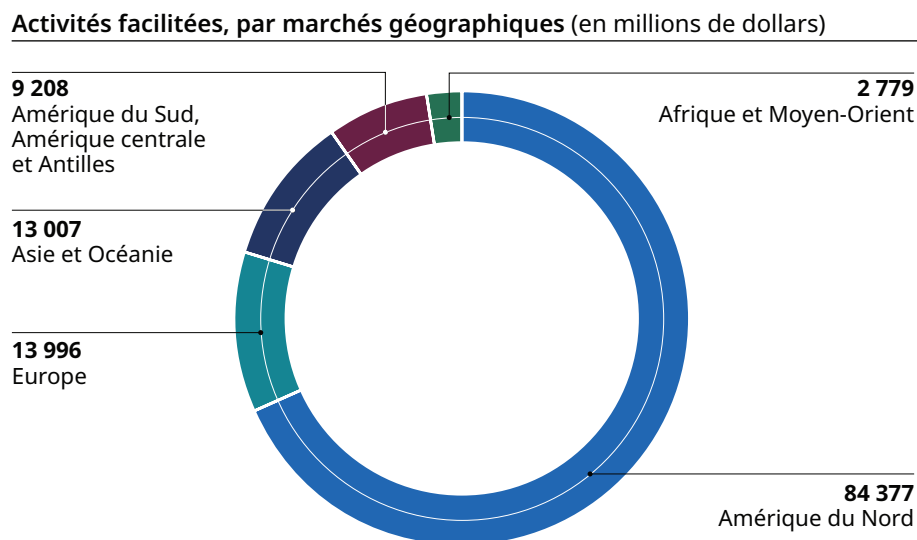 Activités facilitées, par marchés géographiques (en millions de dollars)
9 208
Amérique du Sud,
Amérique centrale
et Antilles
2 779
Afrique et Moyen-Orient
13 007
Asie et Océanie
13 996
Europe
84 377
Amérique du Nord